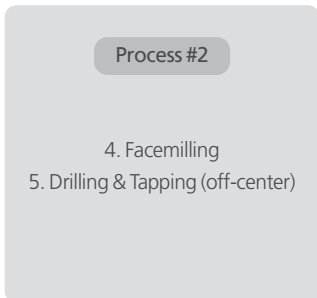 Process #2
4. Facemilling
5. Drilling & Tapping (off-center)